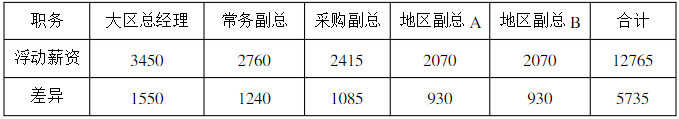 职务 大区总经理 常务副总 采购副总 地区副总 A 地区副总 B 合计
浮动薪资 3450 2760 2415 2070 2070 12765
差异 1550 1240 1085 930 930 5735